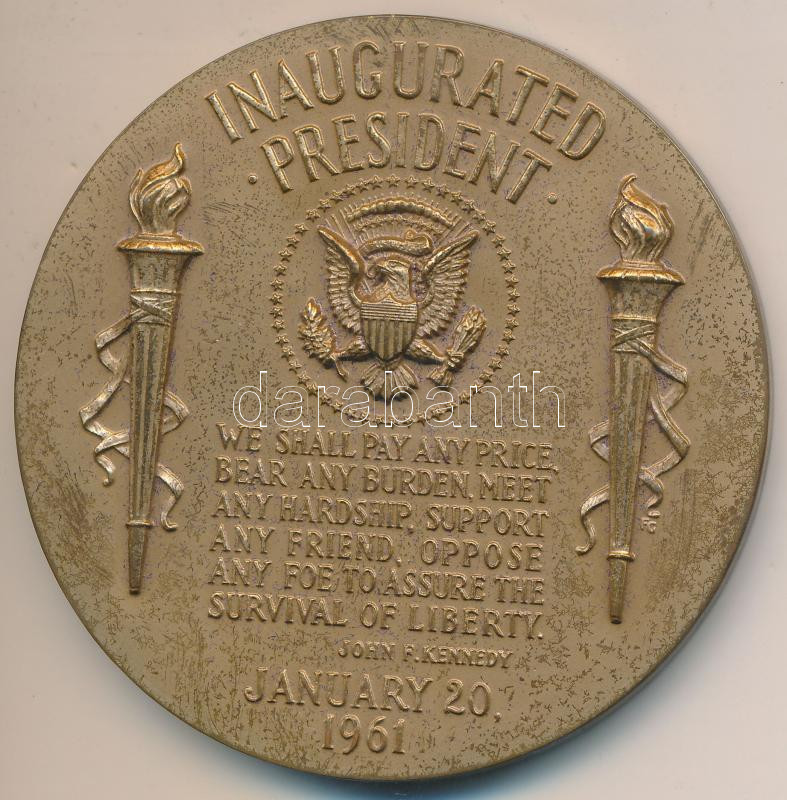 INAUGURATED
· PRESIDENT ·
darabanth
WE SHALL PAY ANY PRICE,
BEAR ANY BURDEN, MEET
ANY HARDSHIP, SUPPORT
ANY FRIEND, OPPOSE
ANY FOE TO ASSURE THE
SURVIVAL OF LIBERTY.
JOHN F. KENNEDY
JANUARY 20,
1961